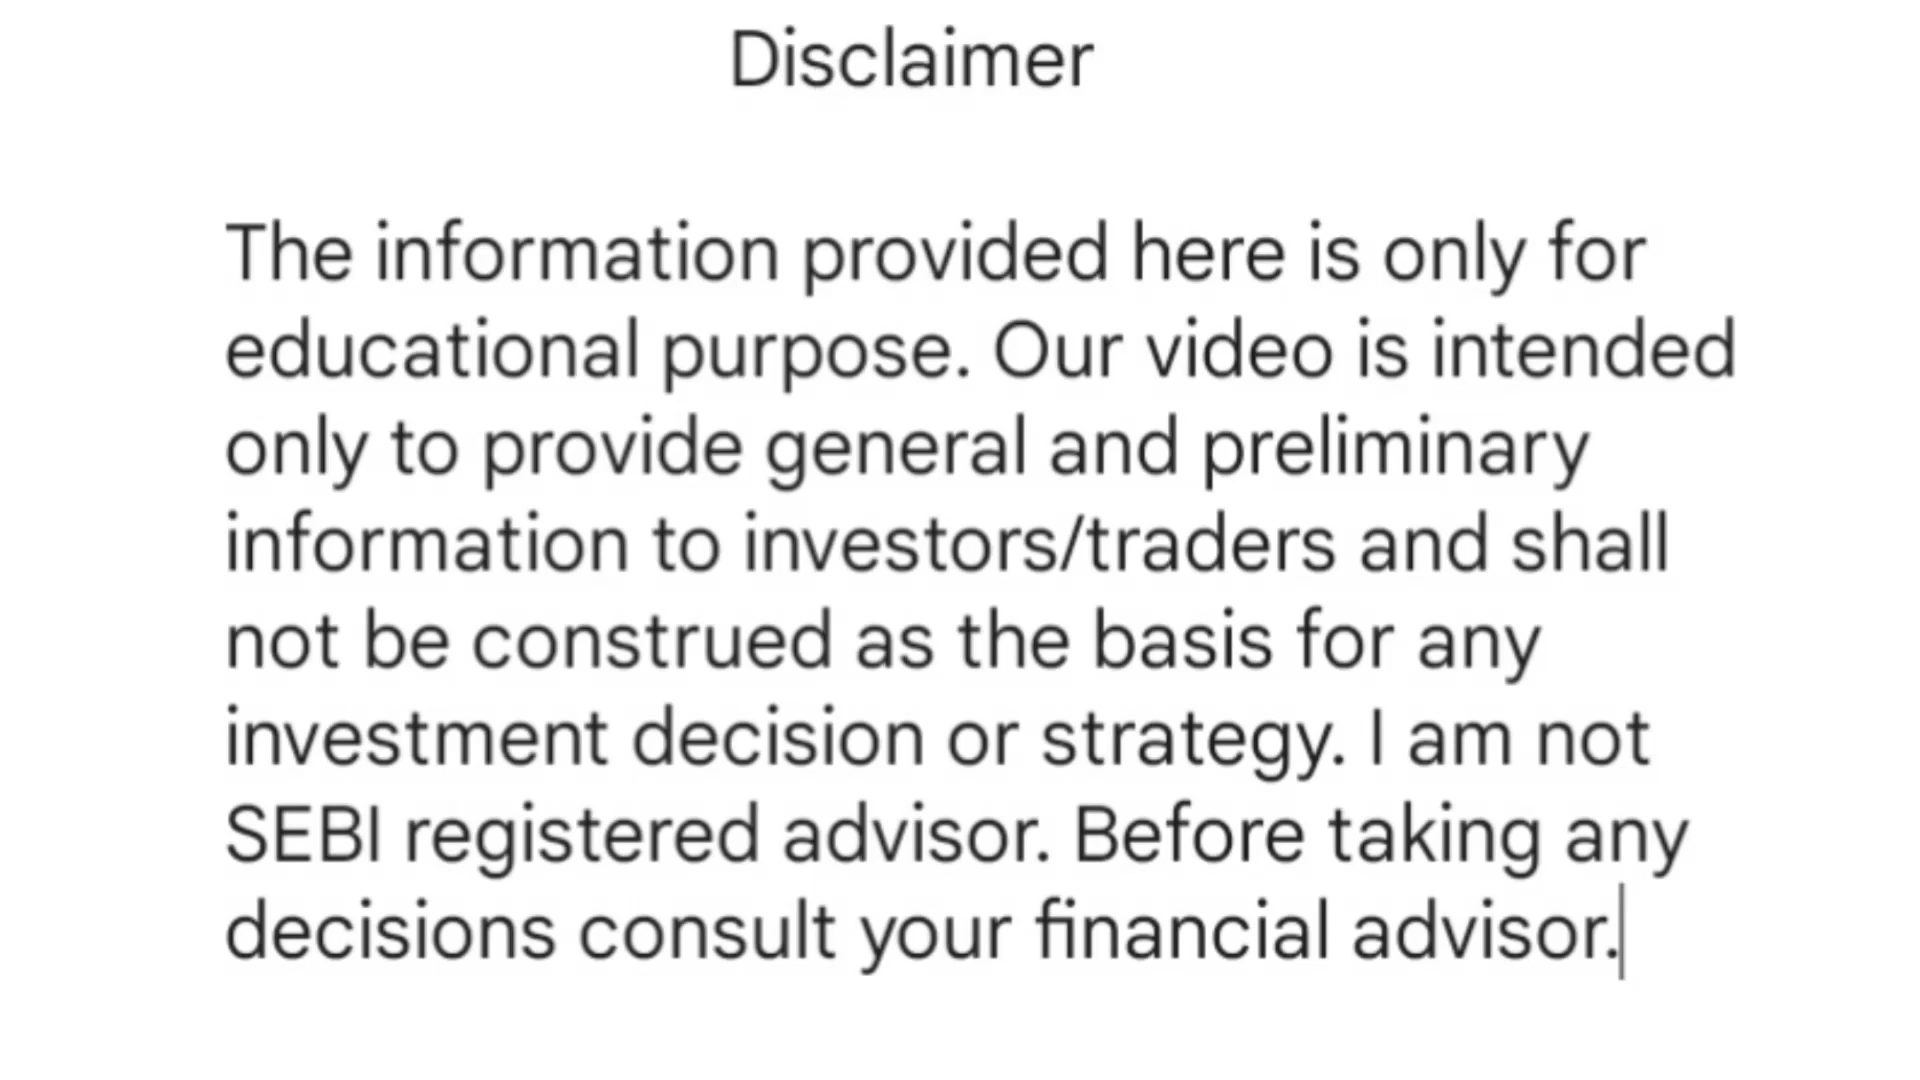 Disclaimer
The information provided here is only for
educational purpose. Our video is intended
only to provide general and preliminary
information to investors/traders and shall
not be construed as the basis for any
investment decision or strategy. I am not
SEBI registered advisor. Before taking any
decisions consult your financial advisor.